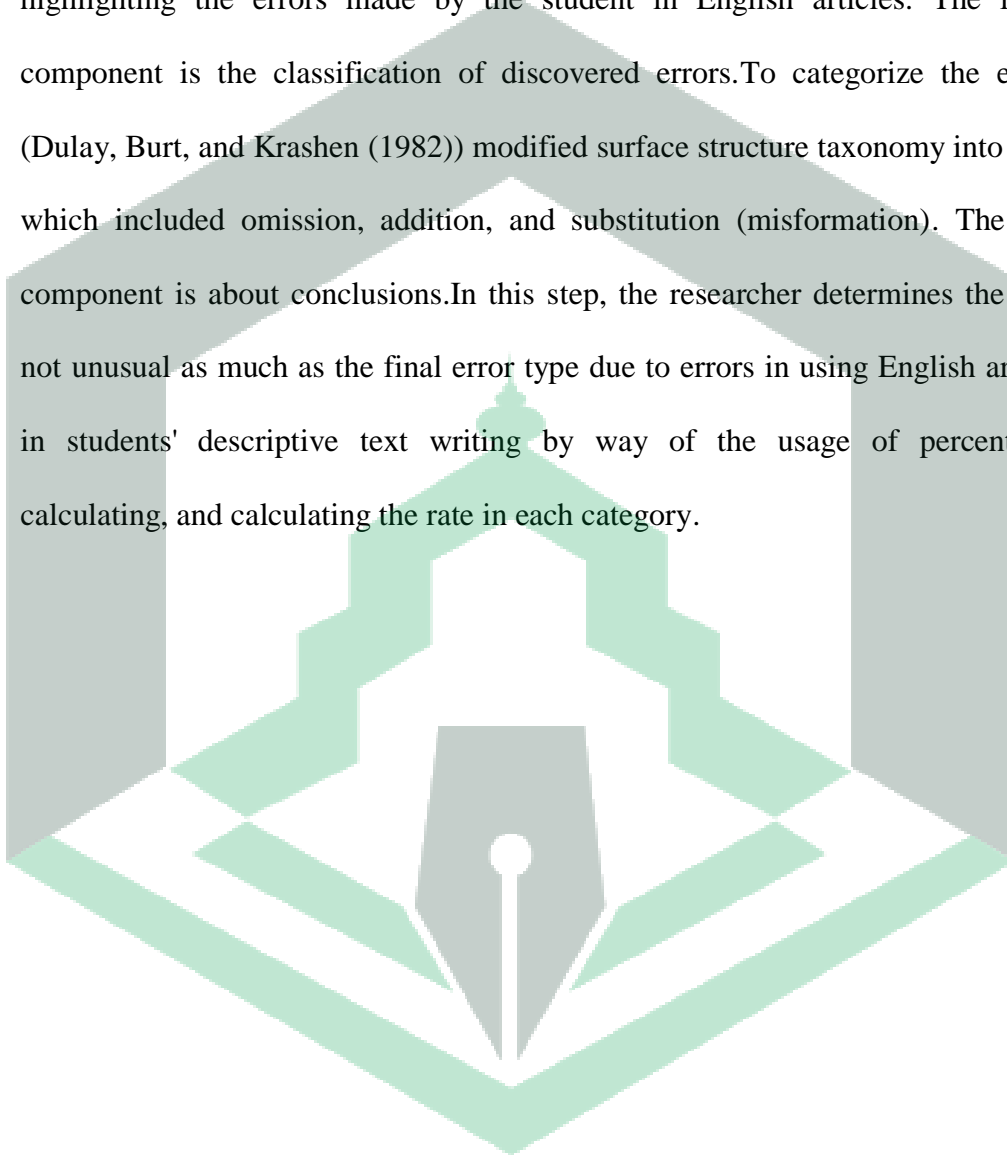 highlighting the errors made by the student in English articles. The
component is the classification of discovered errors.To categorize the
(Dulay, Burt, and Krashen (1982)) modified surface structure taxonomy into
which included omission, addition, and substitution (misformation). The
component is about conclusions.In this step, the researcher determines the
not unusual as much as the final error type due to errors in using English
in students' descriptive text writing by way of the usage of
calculating, and calculating the rate in each category.